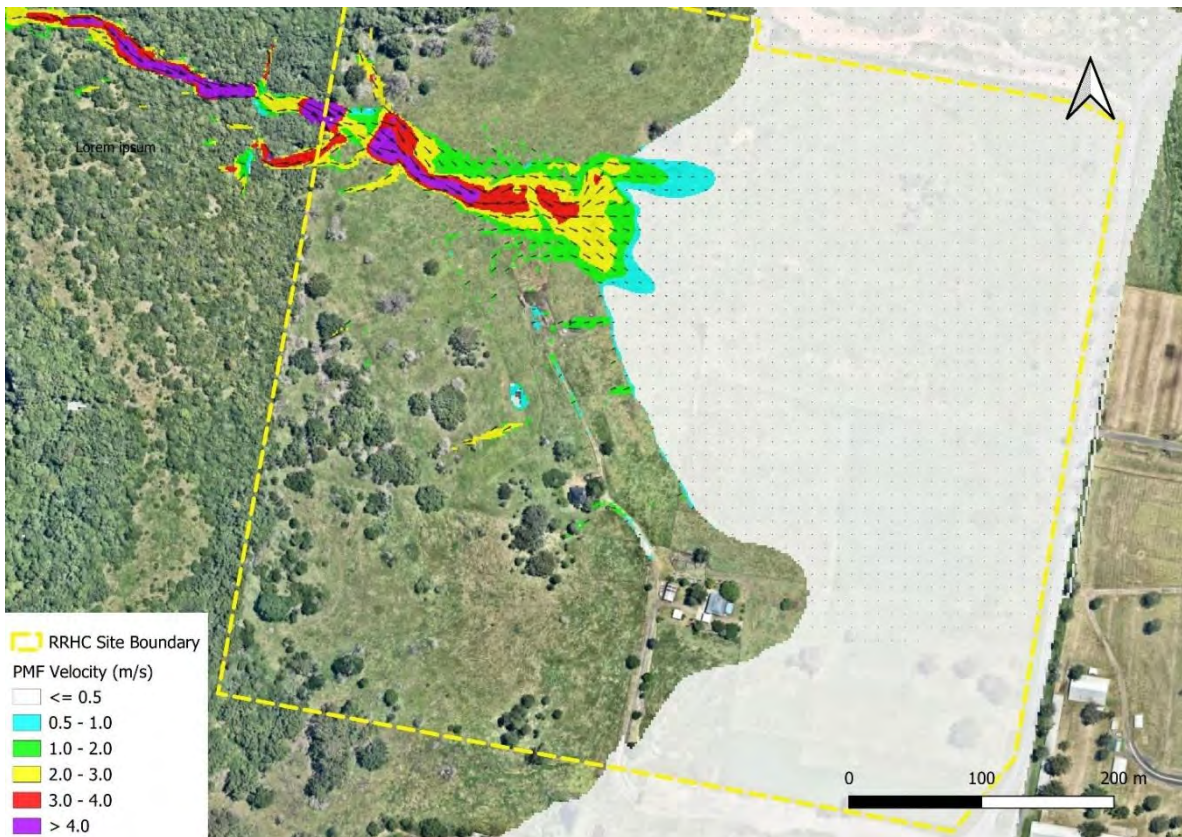 Lorem ipsum
RRHC Site Boundary
PMF Velocity (m/s)
<= 0.5
0.5 - 1.0
1.0 - 2.0
2.0 - 3.0
3.0 - 4.0
> 4.0
0 100 200 m